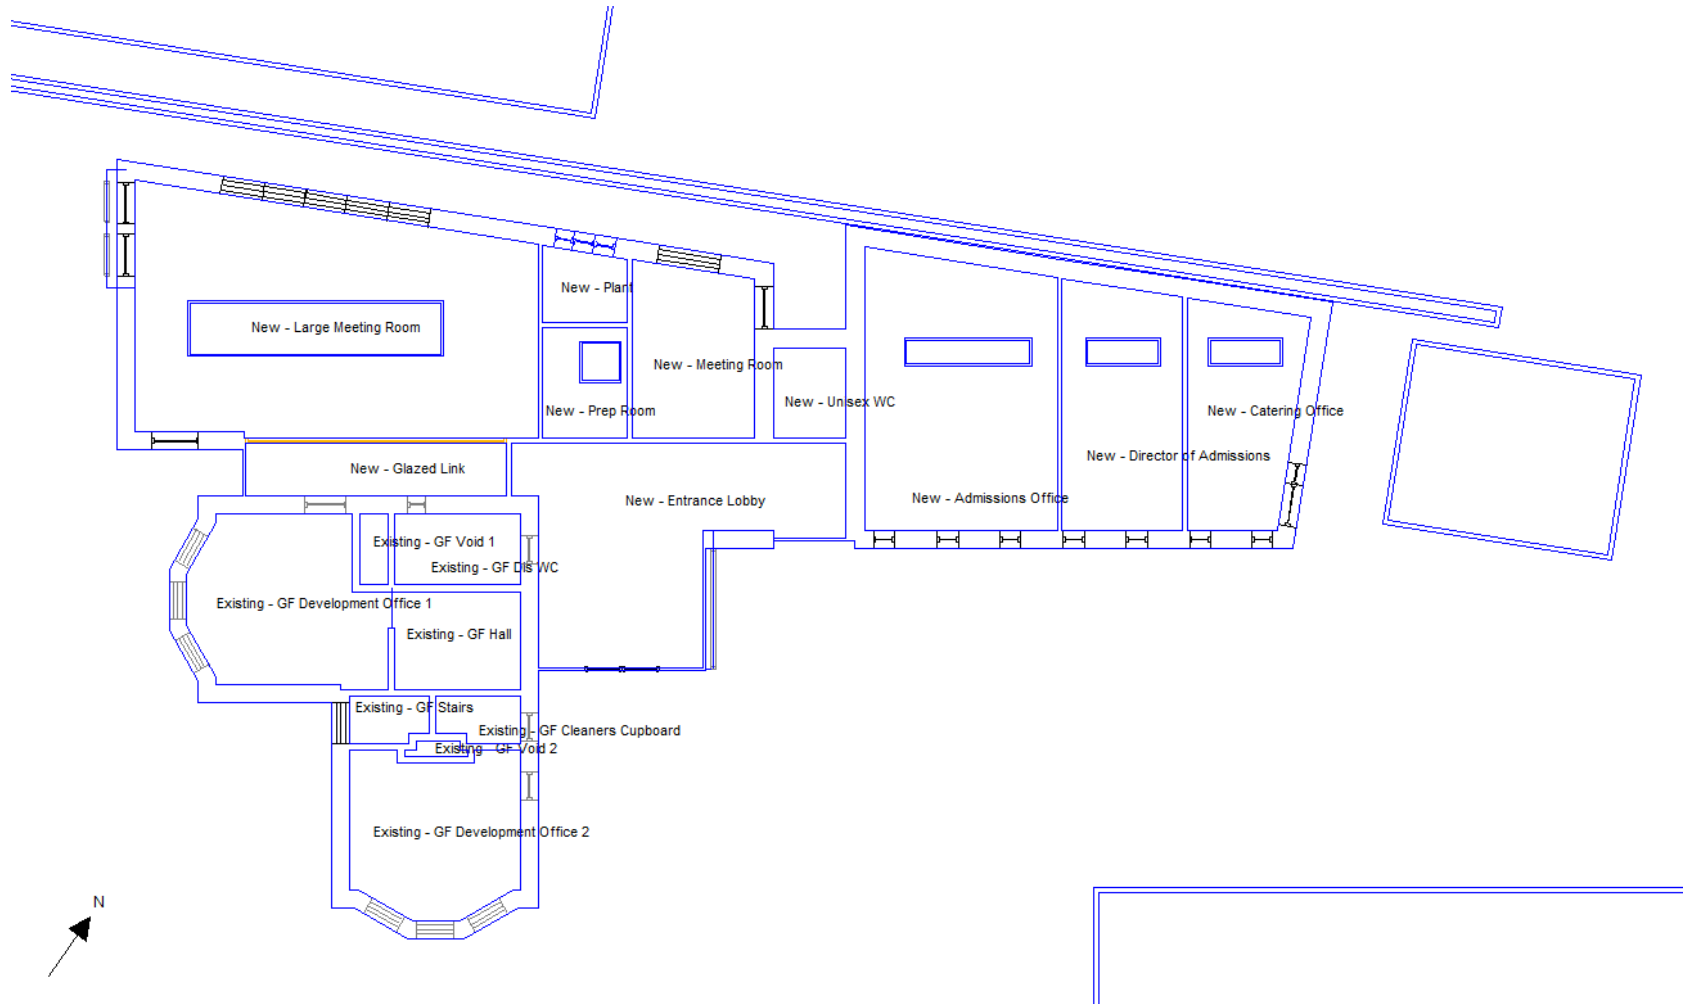 New - Plant
New - Large Meeting Room
New - Meeting Room
New - Unisex WC
New - Prep Room
New - Catering Office
New - Director of Admissions
New - Glazed Link
New - Admissions Office
New - Entrance Lobby
Existing - GF Void 1
Existing - GF Dis WC
Existing - GF Development Office 1
Existing - GF Hall
Existing - GF Stairs
Existing - GF Cleaners Cupboard
Existing - GF Void 2
Existing - GF Development Office 2
N